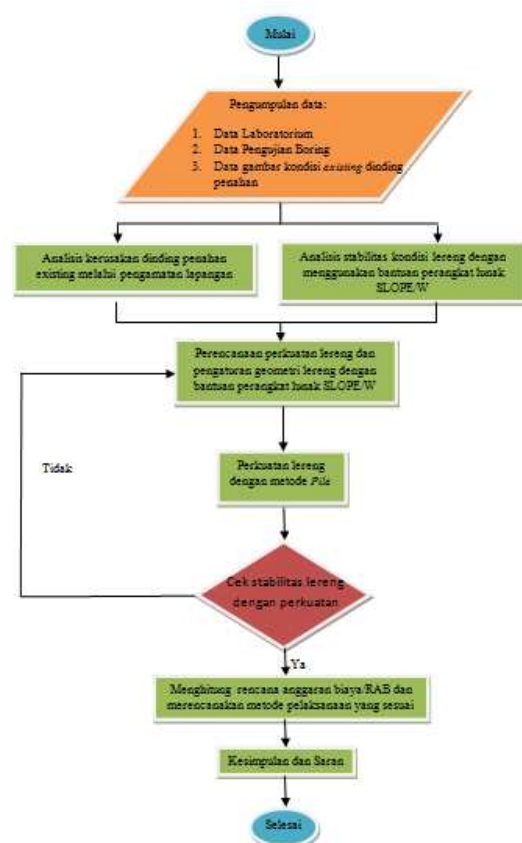 Mulai
Pengumpulan data:
1. Data Laboratorium
2. Data Pengujian Boring
3. Data gambar kondisi existing dinding
penahan
Analisis kerusakan dinding penahan
existing melalui pengamatan lapangan
Analisis stabilitas kondisi lereng dengan
menggunakan bantuan perangkat lunak
SLOPE/W
Perencanaan perkuatan lereng dan
pengaturan geometri lereng dengan
bantuan perangkat lunak SLOPE/W
Tidak
Perkuatan lereng
dengan metode Pile
Cek stabilitas lereng
dengan perkuatan
Ya
Menghitung rencana anggaran biaya/RAB dan
merencanakan metode pelaksanaan yang sesuai
Kesimpulan dan Saran
Selesai